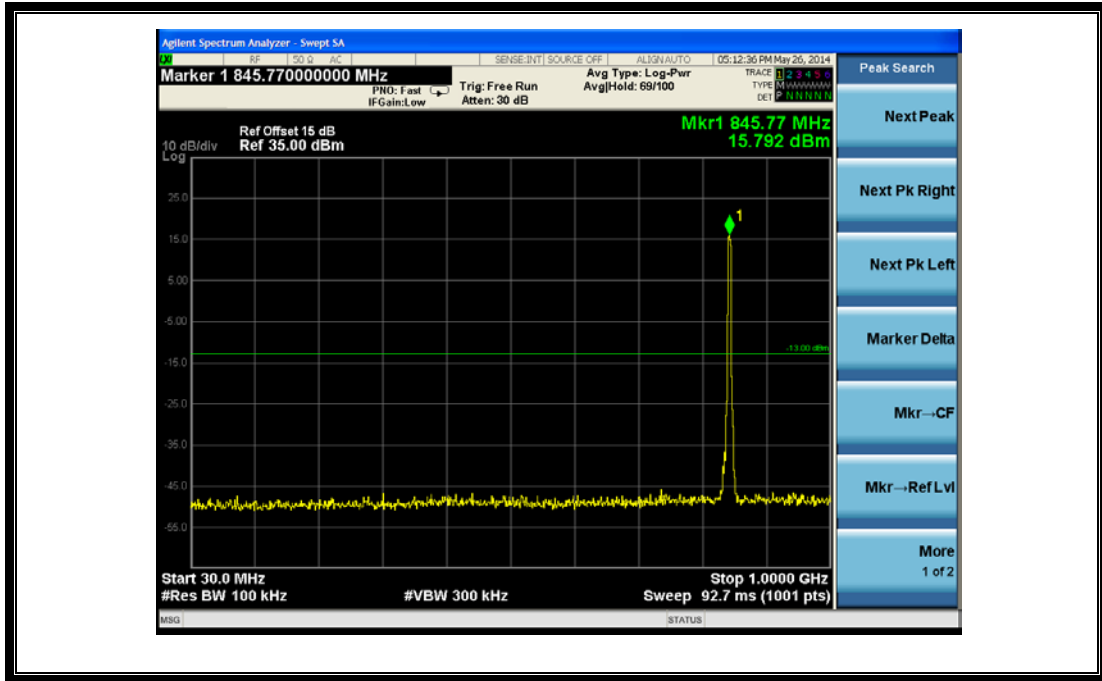 Agilent Spectrum Analyzer - Swept SA
RF 50 Ω AC SENSE:INT SOURCE OFF ALIGN AUTO 05:12:36 PM May 26, 2014
Marker 1 845.770000000 MHz
PNO: Fast
IFGain:Low
Trig: Free Run
Atten: 30 dB
Avg Type: Log-Pwr
Avg|Hold: 69/100
TRACE 1 2 3 4 5 6
TYPE M W W W W W
DET P N N N N N
Peak Search
Next Peak
Next Pk Right
Next Pk Left
Marker Delta
Mkr→CF
Mkr→Ref Lvl
More
1 of 2
Mkr1 845.77 MHz
15.792 dBm
Ref Offset 15 dB
10 dB/div Ref 35.00 dBm
Log
25.0
1
15.0
5.00
-5.00
-13.00 dBm
-15.0
-25.0
-35.0
-45.0
-55.0
Start 30.0 MHz Stop 1.0000 GHz
#Res BW 100 kHz #VBW 300 kHz Sweep 92.7 ms (1001 pts)
MSG STATUS